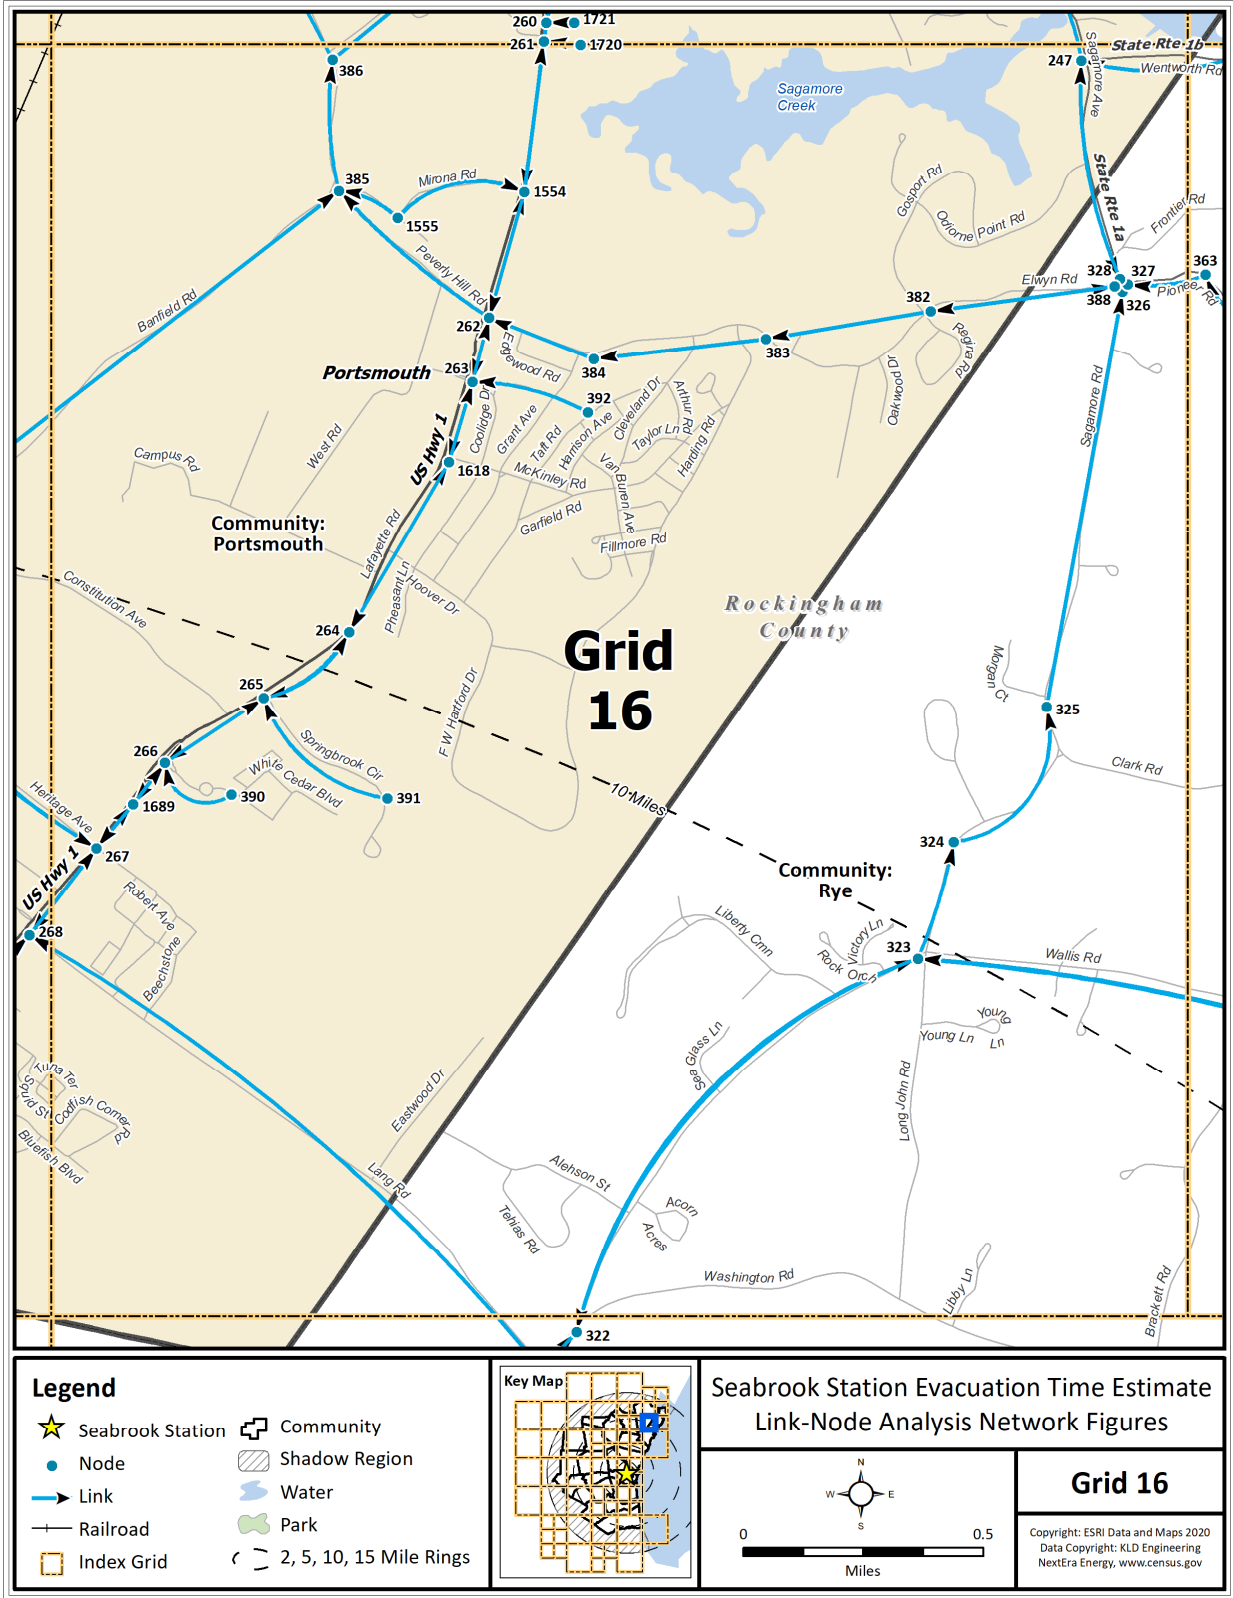 260
1721
261
1720
State Rte 1b
247
Wentworth Rd
Sagamore Ave
386
Sagamore
Creek
385
Mirona Rd
1554
1555
State Rte 1a
Gosport Rd
Odiorne Point Rd
Frontier Rd
Peverly Hill Rd
363
328
327
Elwyn Rd
388
326
Pioneer Rd
Banfield Rd
382
262
383
Regina Rd
Edgewood Rd
263
384
Portsmouth
Oakwood Dr
392
Cleveland Dr
Arthur Rd
Sagamore Rd
Coolidge Dr
Grant Ave
Taft Rd
Harrison Ave
Taylor Ln
Harding Rd
US Hwy 1
West Rd
Campus Rd
1618
McKinley Rd
Van Buren Ave
Garfield Rd
Fillmore Rd
Community:
Portsmouth
Lafayette Rd
Pheasant Ln
Hoover Dr
Constitution Ave
Rockingham
County
264
Grid
16
Morgan Ct
265
325
F W Hartford Dr
266
Springbrook Cir
White Cedar Blvd
Clark Rd
390
391
10 Miles
Heritage Ave
1689
267
324
US Hwy 1
Community:
Rye
Robert Ave
268
Beechstone
Liberty Cmn
Victory Ln
323
Rock Orch
Wallis Rd
Young Ln
Young Ln
Sea Glass Ln
Long John Rd
Tuna Ter
Squid St
Codfish Corner Rd
Bluefish Blvd
Eastwood Dr
Lang Rd
Alehson St
Acorn Acres
Tehias Rd
Washington Rd
Libby Ln
Brackett Rd
322
Legend
Seabrook Station
Node
Link
Railroad
Index Grid
Community
Shadow Region
Water
Park
2, 5, 10, 15 Mile Rings
Key Map
Seabrook Station Evacuation Time Estimate
Link-Node Analysis Network Figures
N
W
E
S
0
0.5
Miles
Grid 16
Copyright: ESRI Data and Maps 2020
Data Copyright: KLD Engineering
NextEra Energy, www.census.gov